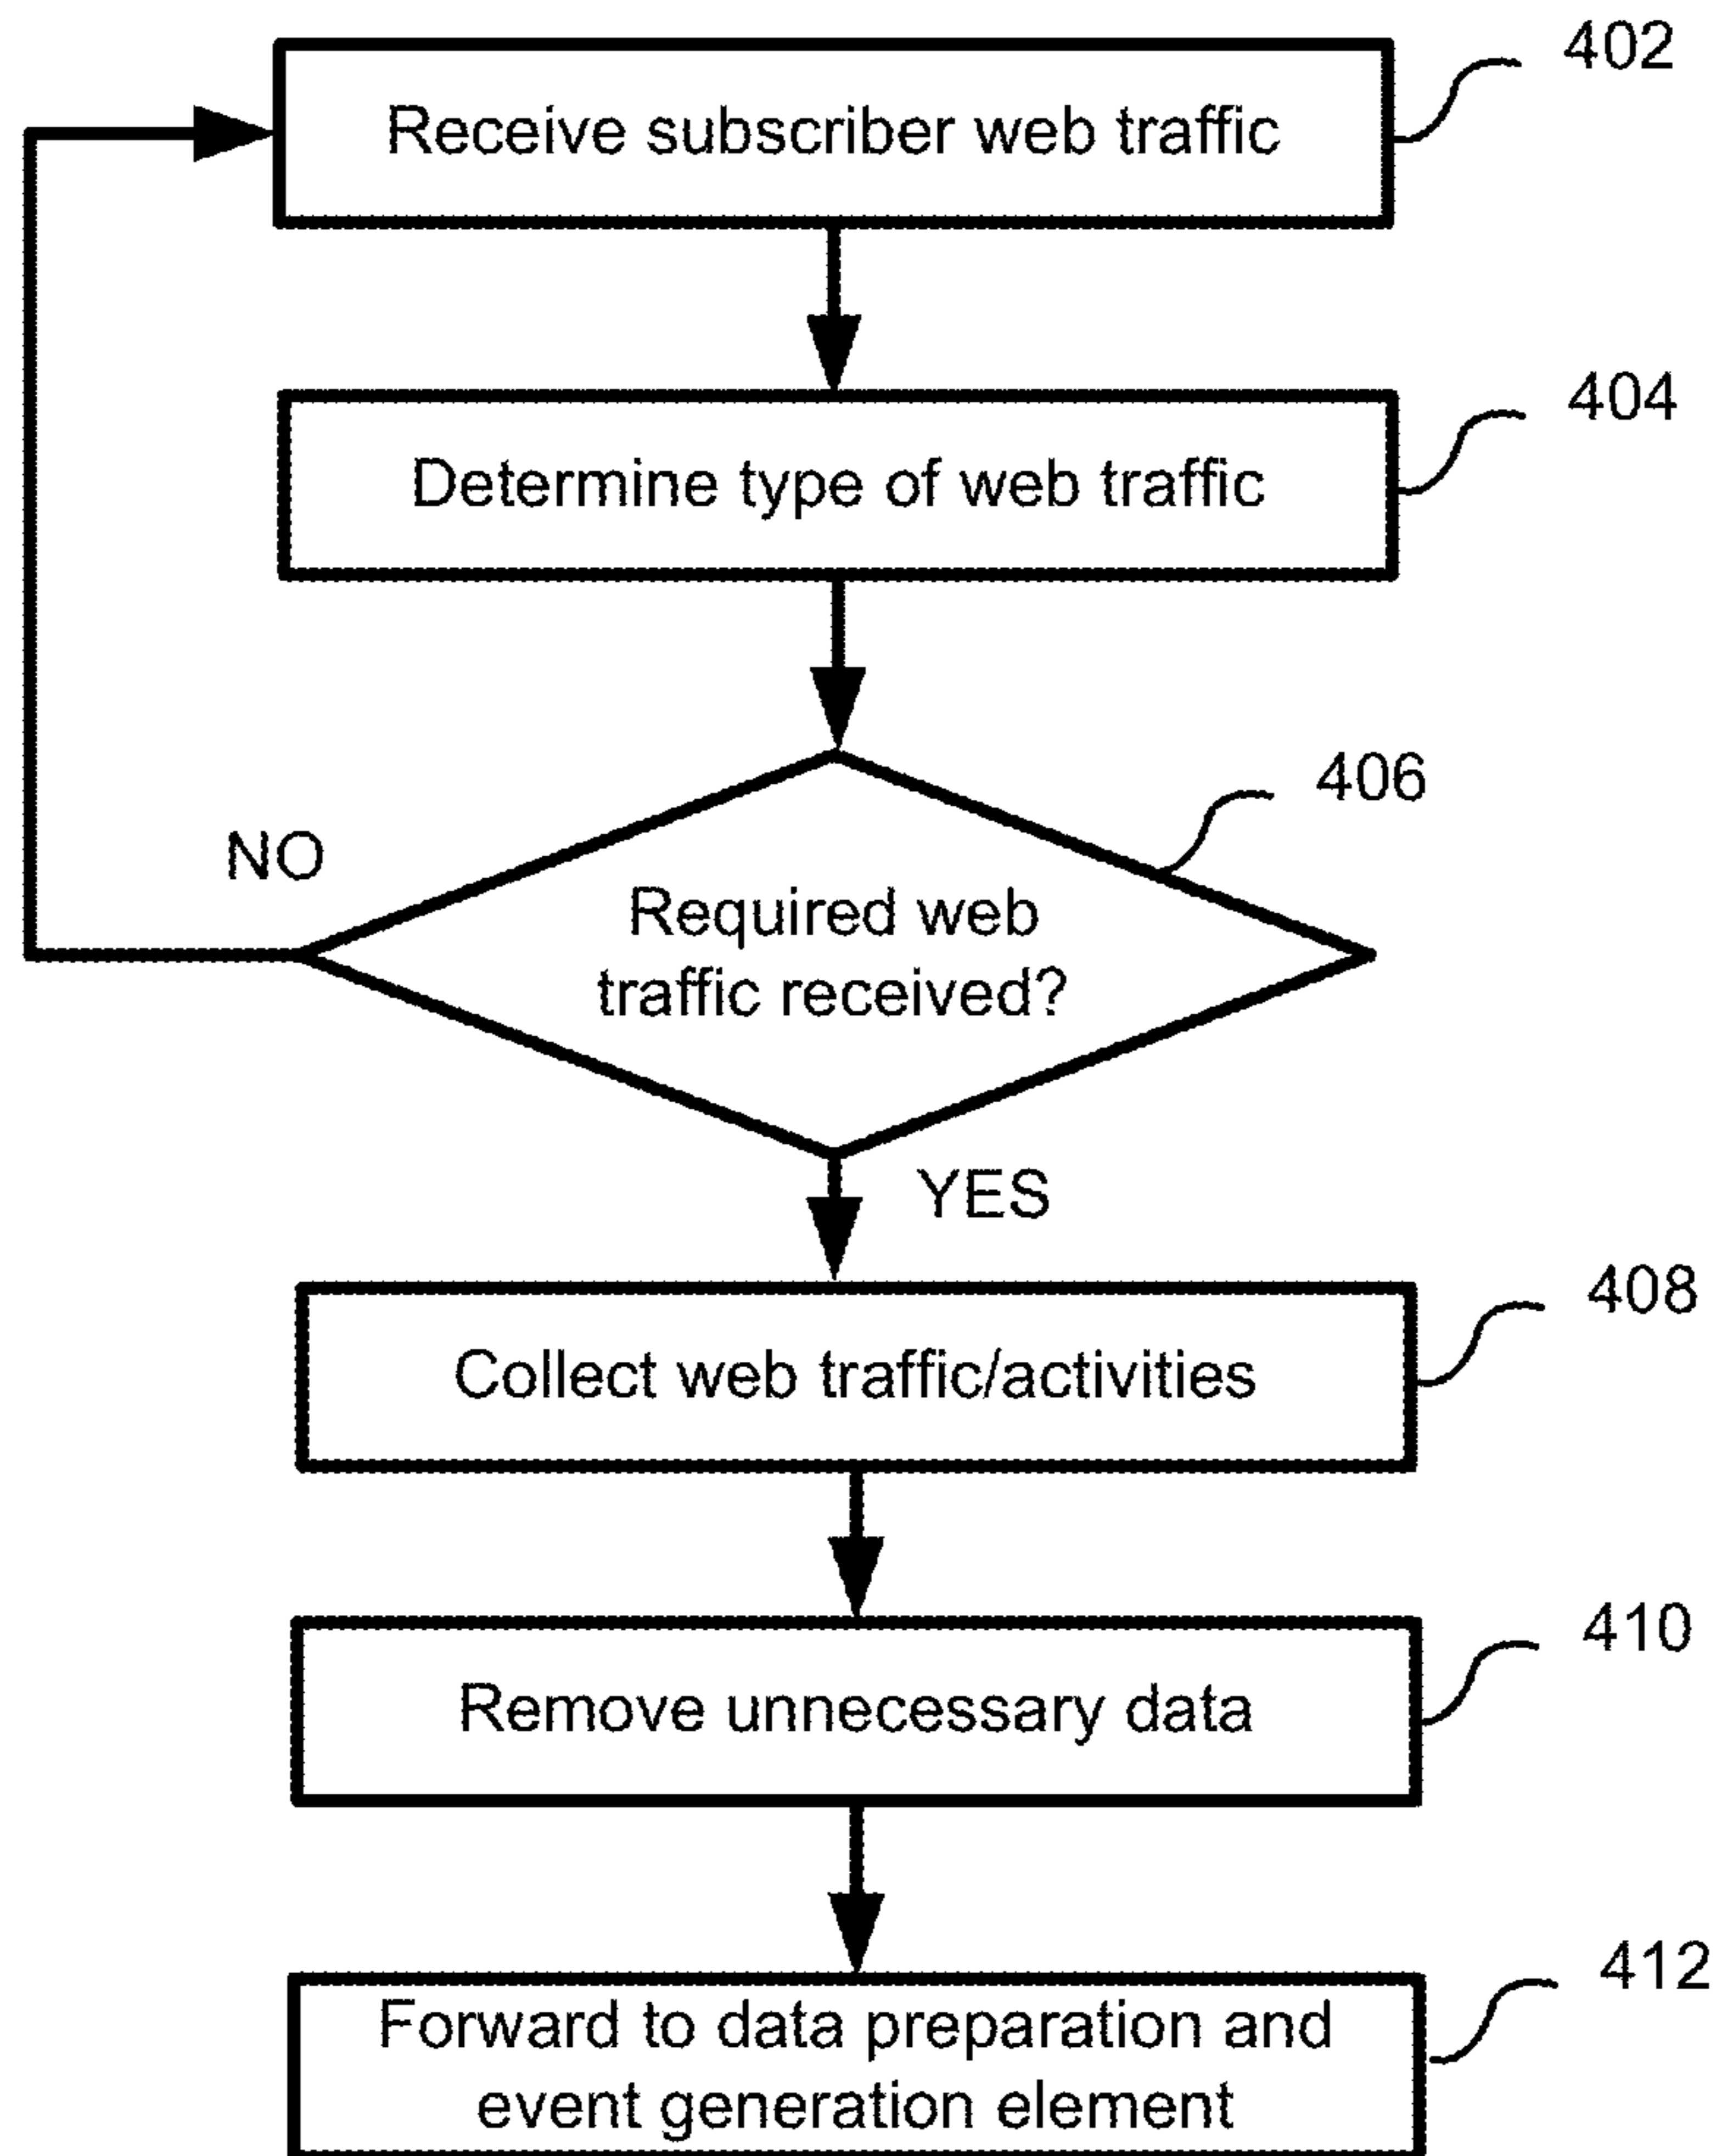 402
Receive subscriber web traffic
404
Determine type of web traffic
406
NO
Required web
traffic received?
YES
408
Collect web traffic/activities
410
Remove unnecessary data
412
Forward to data preparation and
event generation element